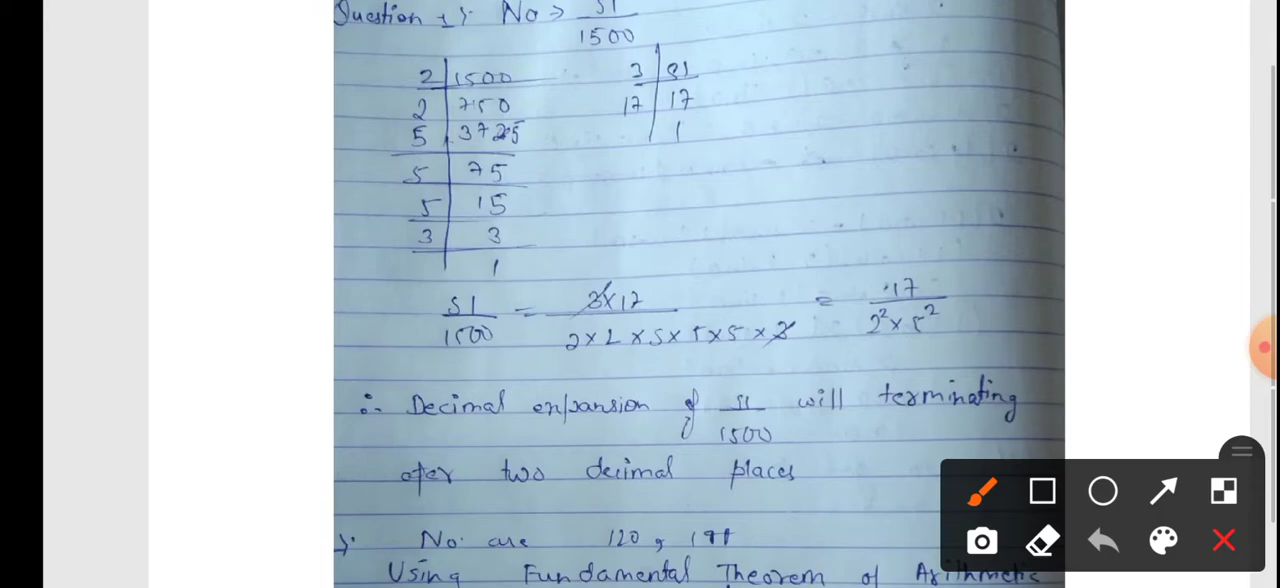 Question 1). No → 51
1500
2 | 1500
2 | 750
5 | 375
5 | 75
5 | 15
3 | 3
1
3 | 51
17 | 17
1
51/1500 = 3×17 / 2×2×5×5×5×3 = 17 / 2²×5²
∴ Decimal expansion of 51/1500 will terminating
after two decimal places
No. are 120,
Using Fundamental Theorem of Arithmetic